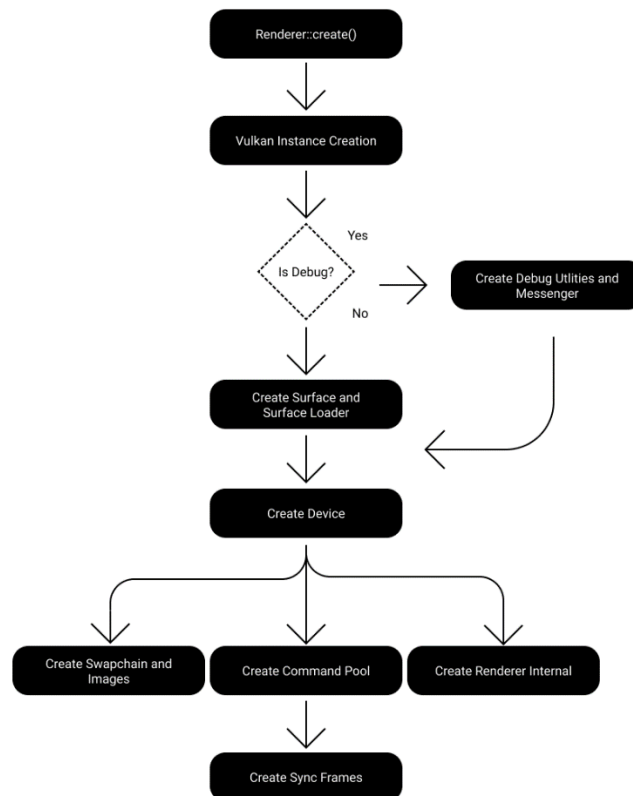 Renderer::create()
Vulkan Instance Creation
Yes
Is Debug?
Create Debug Utlities and
Messenger
No
Create Surface and
Surface Loader
Create Device
Create Swapchain and
Images
Create Command Pool
Create Renderer Internal
Create Sync Frames